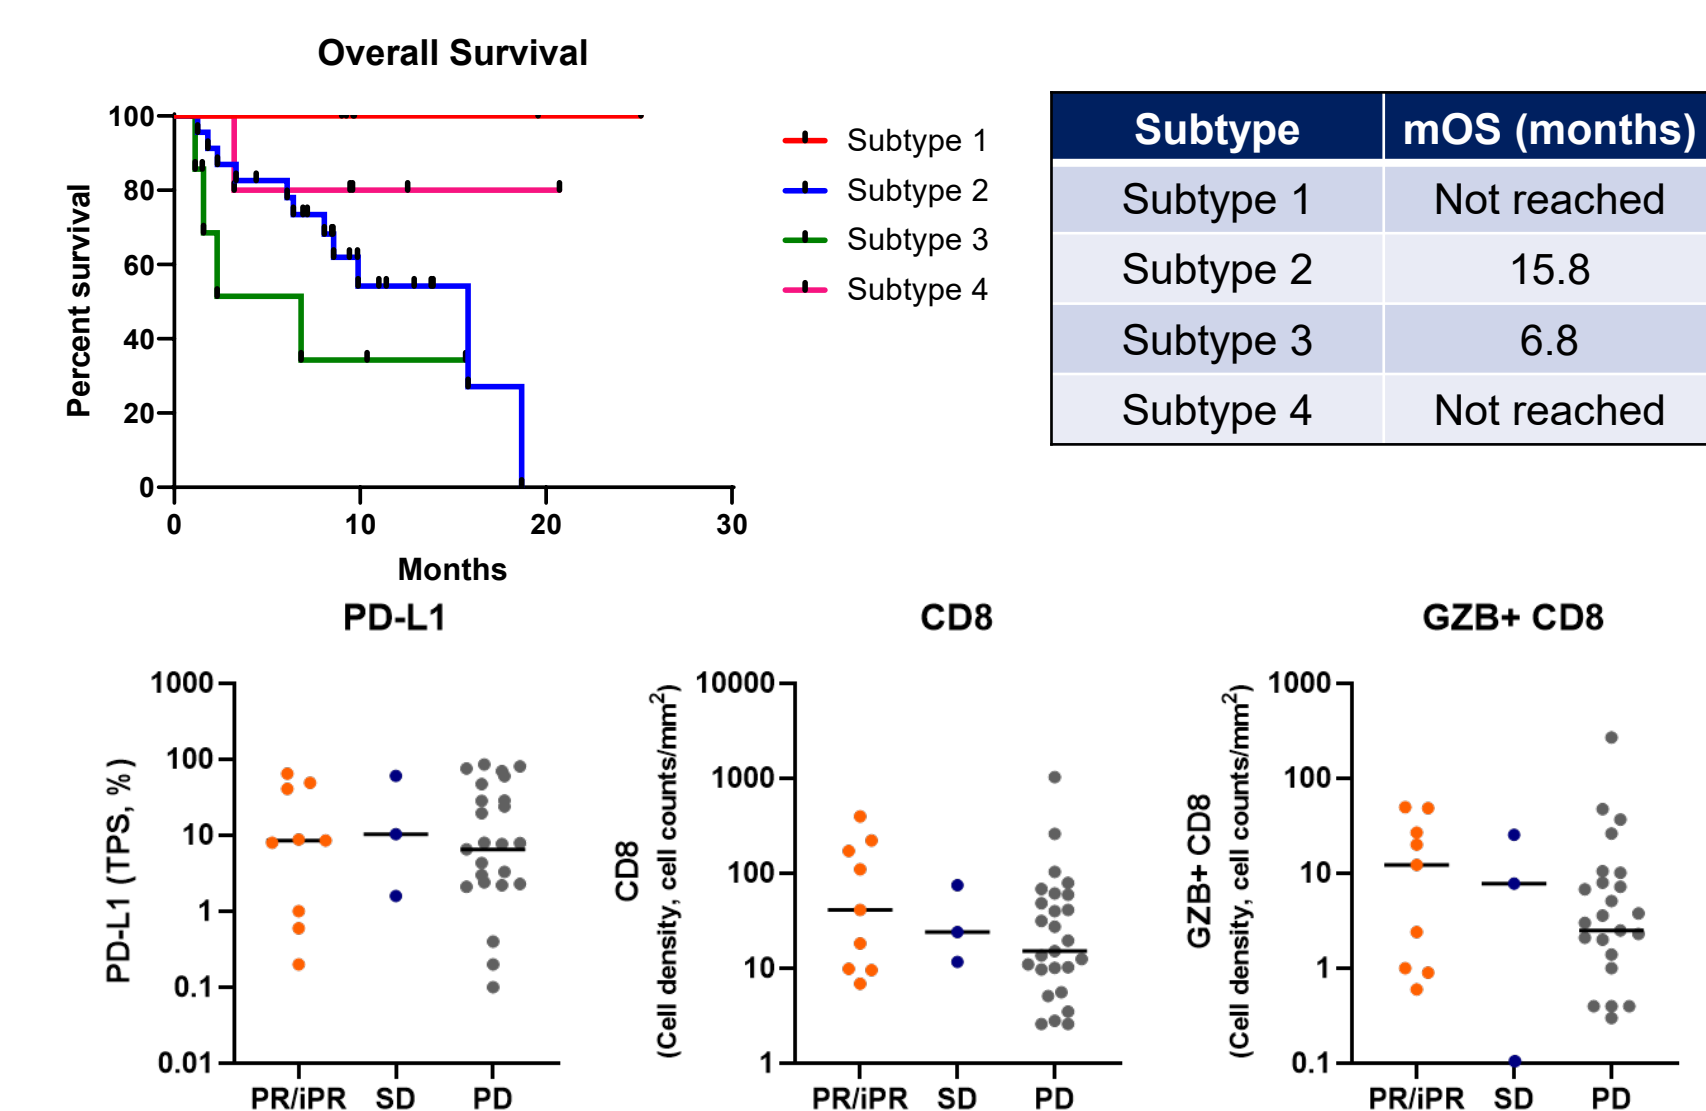 Overall Survival
100
80
60
40
20
0
Percent survival
0 10 20 30
Months
Subtype 1
Subtype 2
Subtype 3
Subtype 4
Subtype mOS (months)
Subtype 1 Not reached
Subtype 2 15.8
Subtype 3 6.8
Subtype 4 Not reached
PD-L1
PD-L1 (TPS, %)
1000
100
10
1
0.1
0.01
PR/iPR SD PD
CD8
CD8
(Cell density, cell counts/mm²)
10000
1000
100
10
1
PR/iPR SD PD
GZB+ CD8
GZB+ CD8
(Cell density, cell counts/mm²)
1000
100
10
1
0.1
PR/iPR SD PD